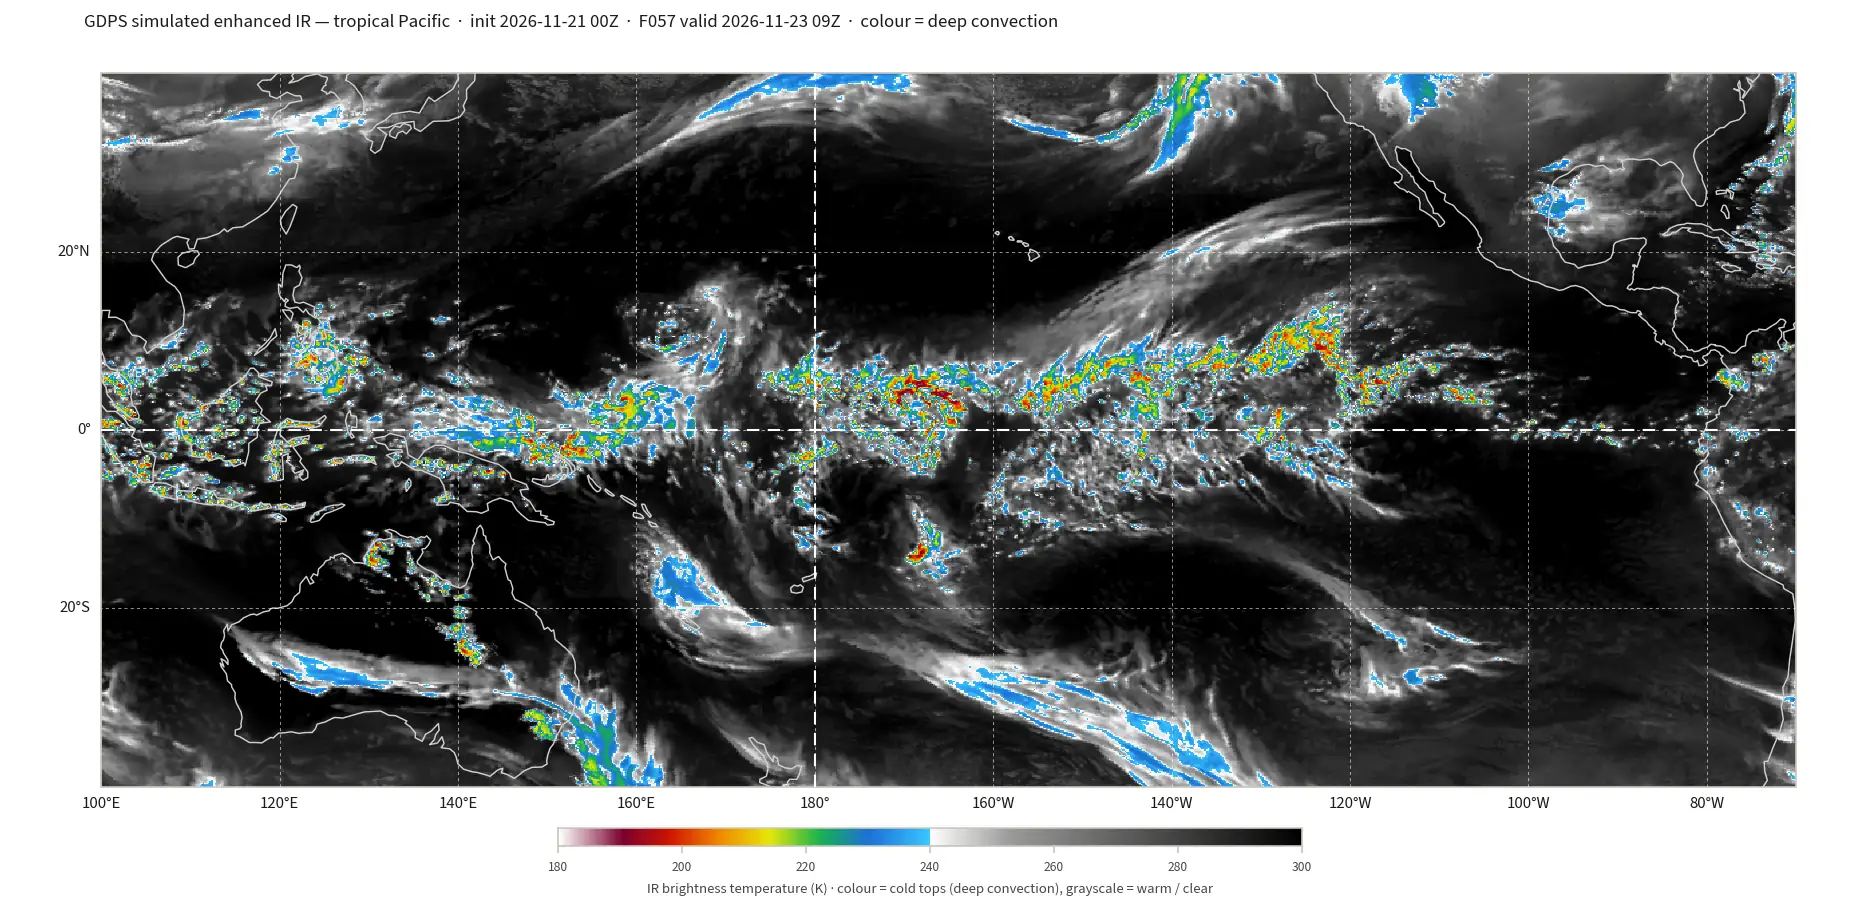 GDPS simulated enhanced IR — tropical Pacific · init 2026-11-21 00Z · F057 valid 2026-11-23 09Z · colour = deep convection
20°N
0°
20°S
100°E 120°E 140°E 160°E 180° 160°W 140°W 120°W 100°W 80°W
180 200 220 240 260 280 300
IR brightness temperature (K) · colour = cold tops (deep convection), grayscale = warm / clear